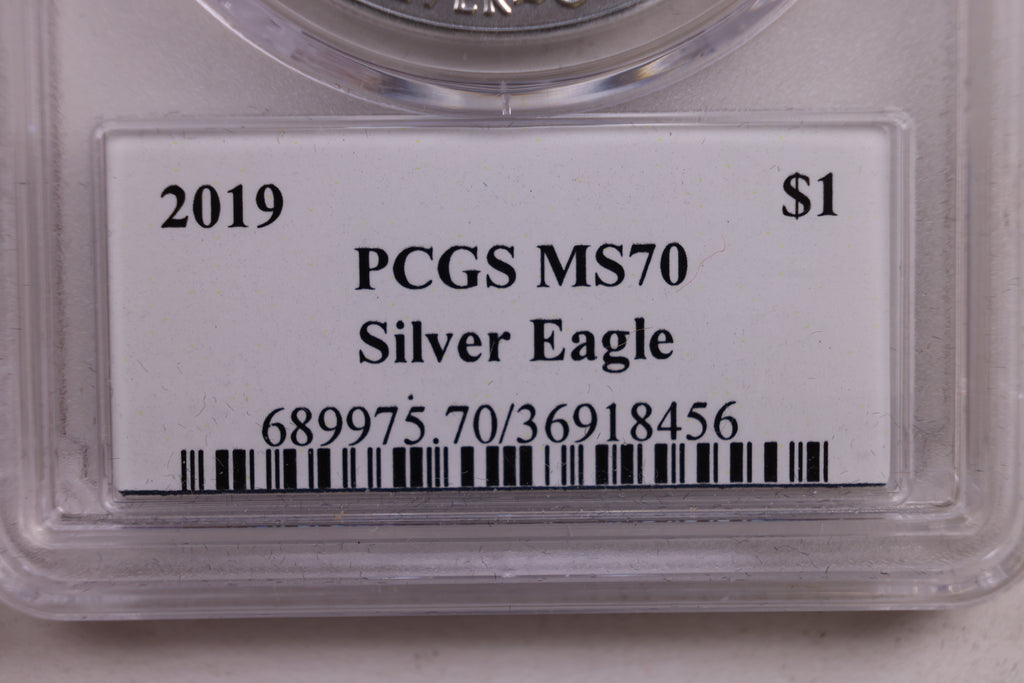 2019 $1
PCGS MS70
Silver Eagle
689975.70/36918456